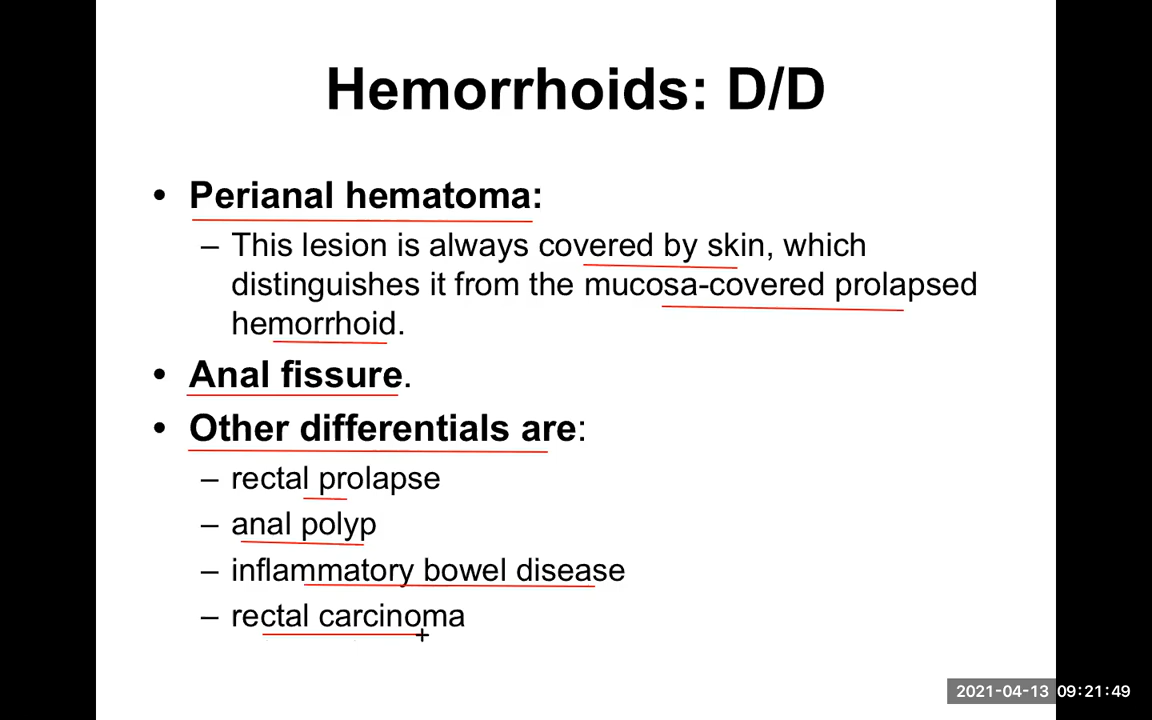 Hemorrhoids: D/D
• Perianal hematoma:
– This lesion is always covered by skin, which
distinguishes it from the mucosa-covered prolapsed
hemorrhoid.
• Anal fissure.
• Other differentials are:
– rectal prolapse
– anal polyp
– inflammatory bowel disease
– rectal carcinoma
2021-04-13 09:21:49